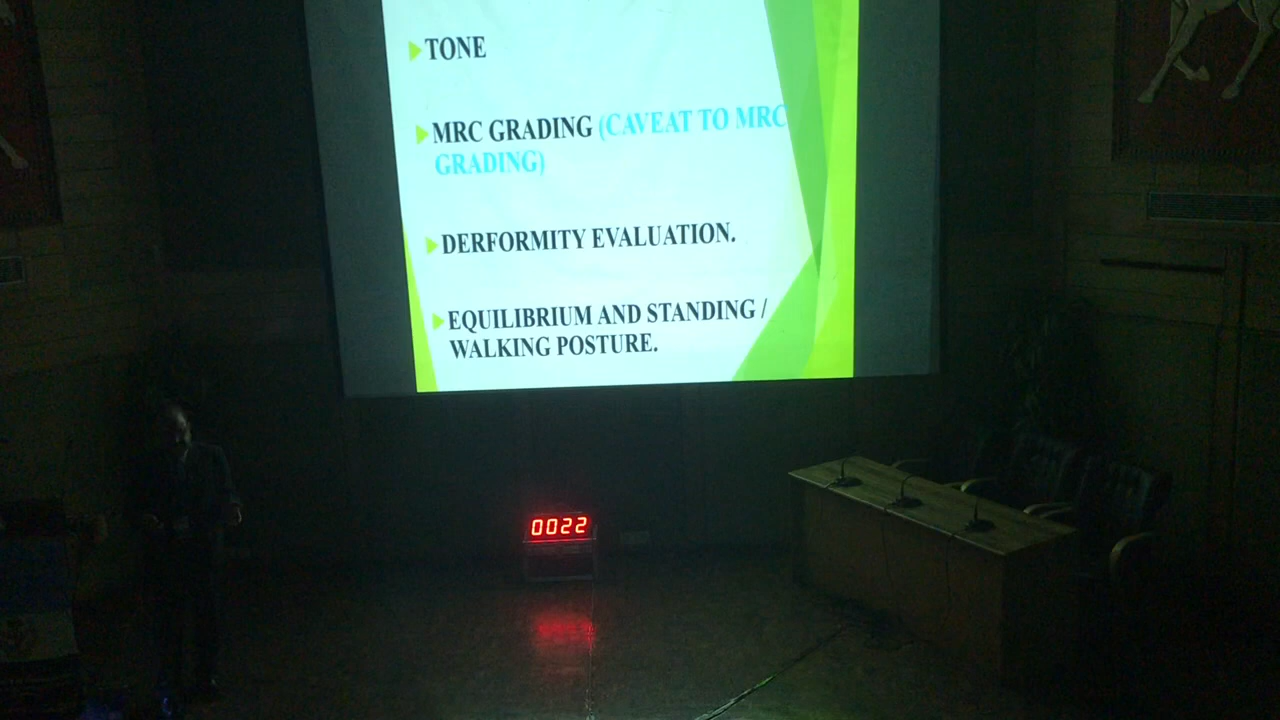 TONE
MRC GRADING (CAVEAT TO MRC
GRADING)
DERFORMITY EVALUATION.
EQUILIBRIUM AND STANDING /
WALKING POSTURE.
0022